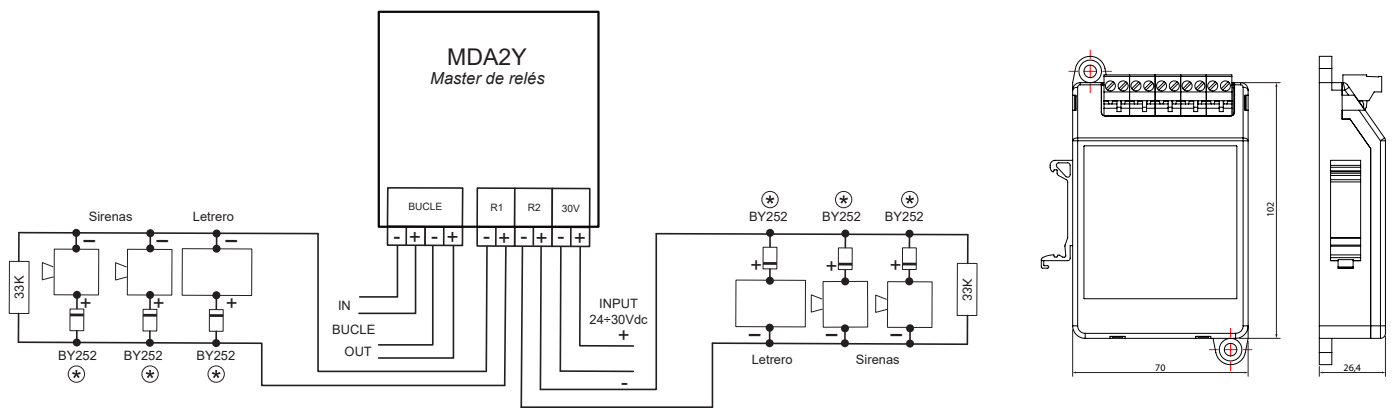 MDA2Y
Master de relés
BUCLE R1 R2 30V
- + - + - + - + - +
Sirenas Letrero
- - -
33K
+ + +
BY252 BY252 BY252
* * *
IN
BUCLE
OUT
INPUT
24÷30Vdc
+
-
* * *
BY252 BY252 BY252
+ + +
33K
- - -
Letrero Sirenas
102
70
26,4